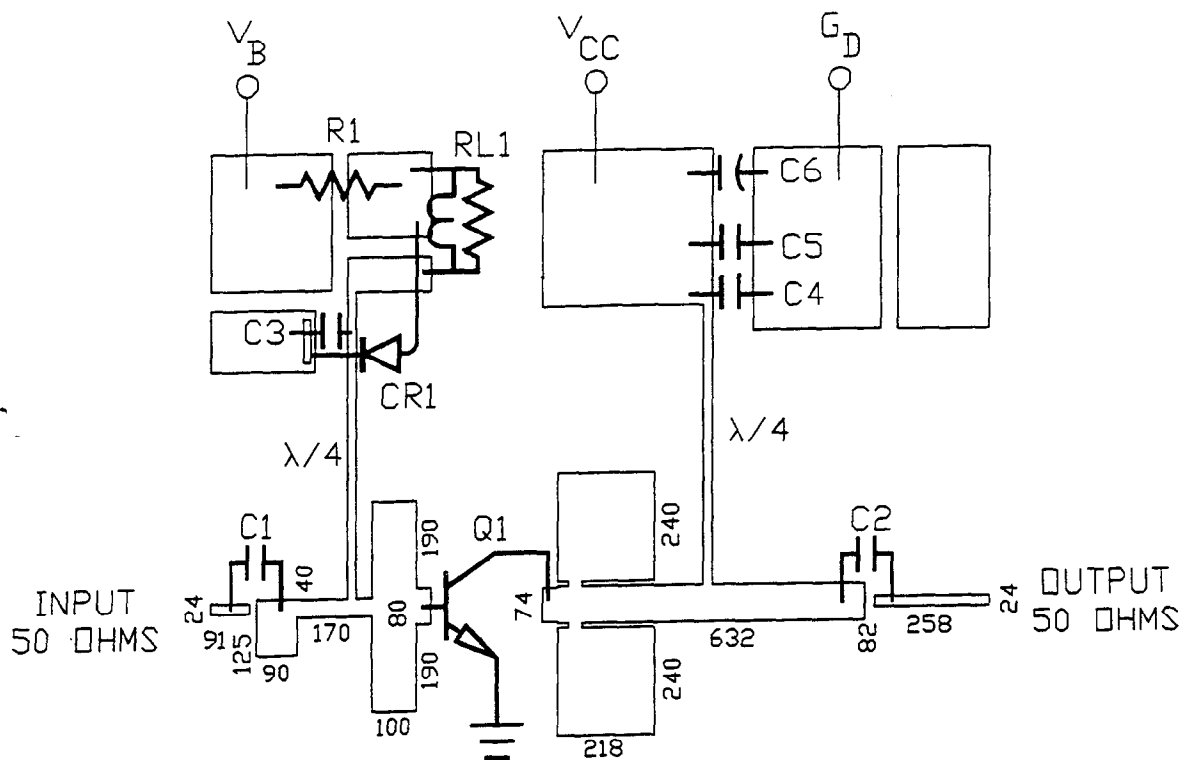 V_B
V_CC
G_D
R1
RL1
C6
C5
C4
C3
CR1
λ/4
λ/4
C1
Q1
C2
190
240
40
24
80
74
24
INPUT
50 OHMS
OUTPUT
50 OHMS
91
125
170
90
190
100
632
82
258
240
218